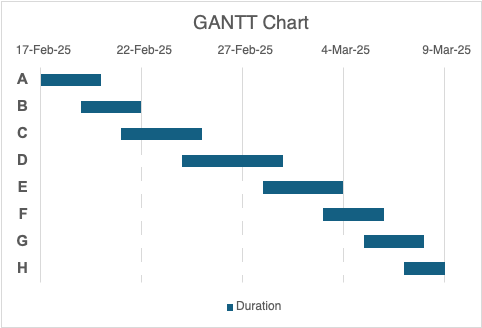 GANTT Chart
17-Feb-25 22-Feb-25 27-Feb-25 4-Mar-25 9-Mar-25
A
B
C
D
E
F
G
H
Duration